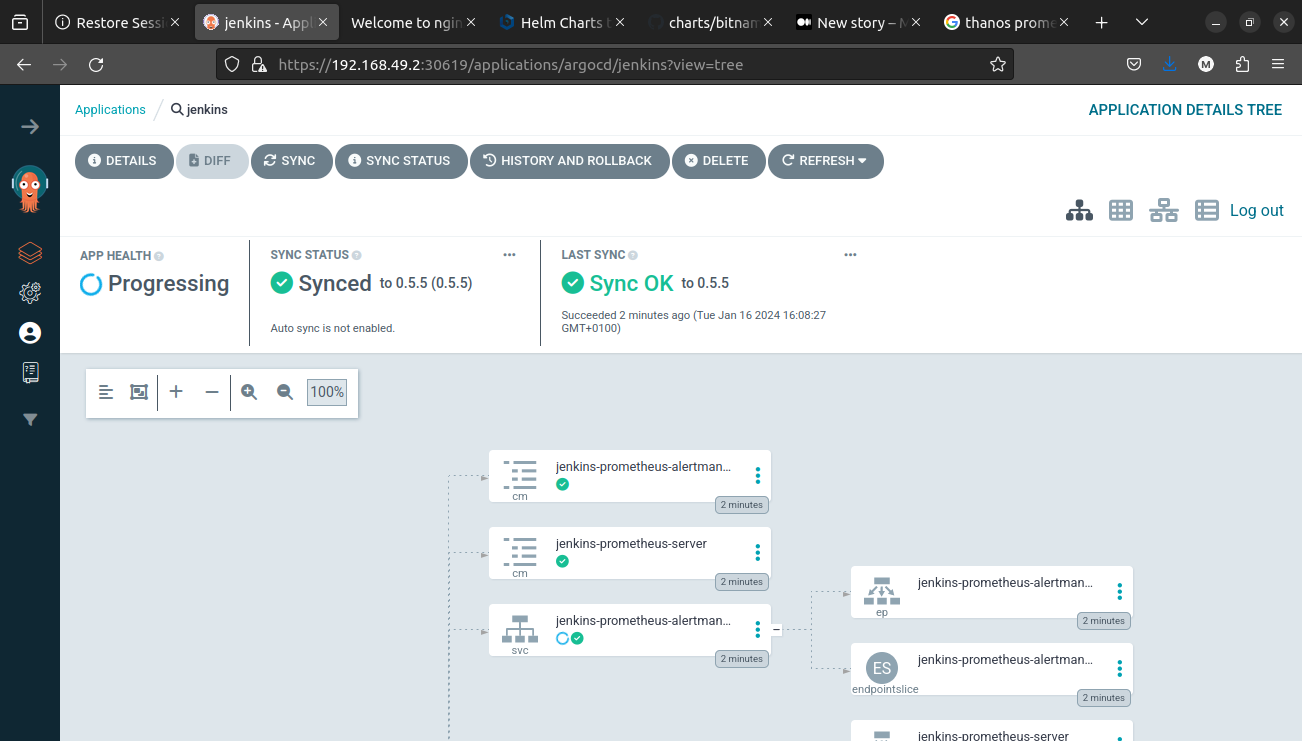 Restore Sessi
jenkins - Appl
Welcome to ngin
Helm Charts t
charts/bitnam
New story – M
thanos prome
https://192.168.49.2:30619/applications/argocd/jenkins?view=tree
M
Applications
jenkins
APPLICATION DETAILS TREE
DETAILS
DIFF
SYNC
SYNC STATUS
HISTORY AND ROLLBACK
DELETE
REFRESH
Log out
APP HEALTH
Progressing
SYNC STATUS
Synced to 0.5.5 (0.5.5)
Auto sync is not enabled.
LAST SYNC
Sync OK to 0.5.5
Succeeded 2 minutes ago (Tue Jan 16 2024 16:08:27
GMT+0100)
100%
jenkins-prometheus-alertman...
cm
2 minutes
jenkins-prometheus-server
cm
2 minutes
jenkins-prometheus-alertman...
svc
2 minutes
jenkins-prometheus-alertman...
ep
2 minutes
ES
jenkins-prometheus-alertman...
endpointslice
2 minutes
jenkins-prometheus-server